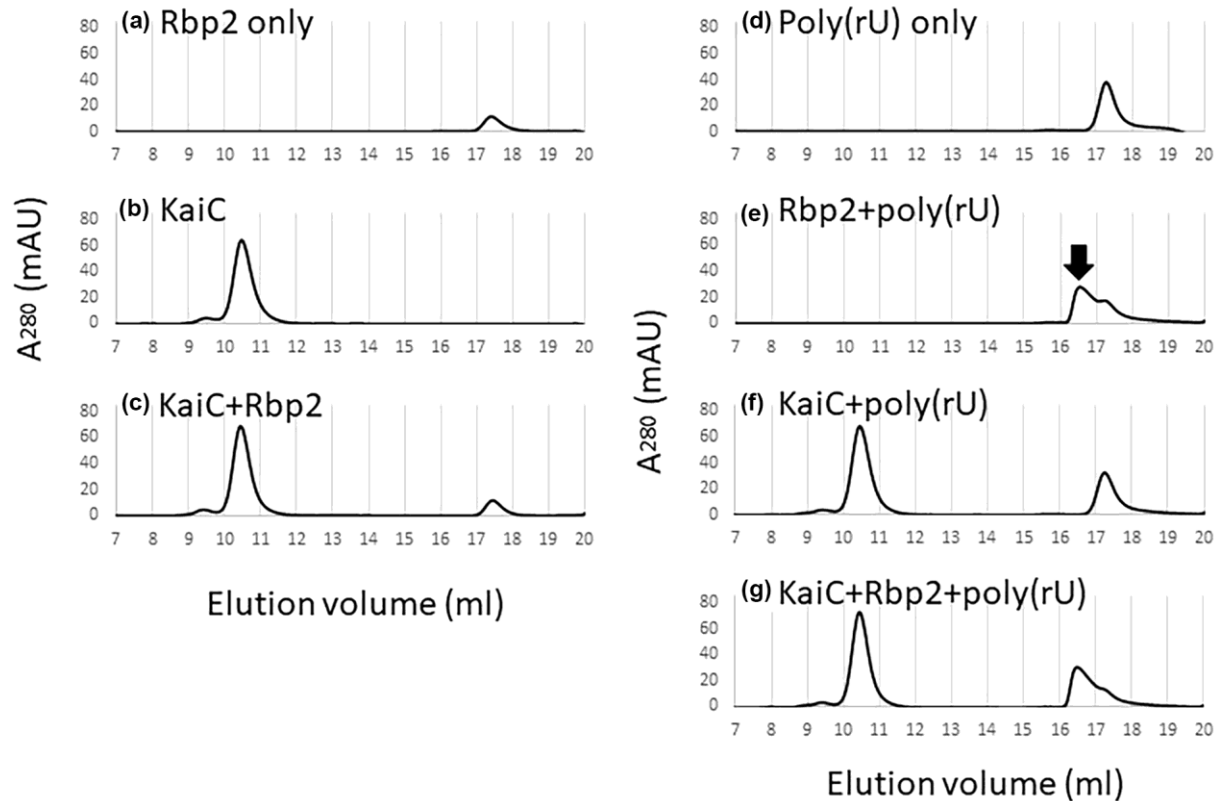 (a) Rbp2 only
80
60
40
20
0
7 8 9 10 11 12 13 14 15 16 17 18 19 20
(b) KaiC
80
60
40
20
0
7 8 9 10 11 12 13 14 15 16 17 18 19 20
(c) KaiC+Rbp2
80
60
40
20
0
7 8 9 10 11 12 13 14 15 16 17 18 19 20
A280 (mAU)
Elution volume (ml)
(d) Poly(rU) only
80
60
40
20
0
7 8 9 10 11 12 13 14 15 16 17 18 19 20
(e) Rbp2+poly(rU)
80
60
40
20
0
7 8 9 10 11 12 13 14 15 16 17 18 19 20
(f) KaiC+poly(rU)
80
60
40
20
0
7 8 9 10 11 12 13 14 15 16 17 18 19 20
(g) KaiC+Rbp2+poly(rU)
80
60
40
20
0
7 8 9 10 11 12 13 14 15 16 17 18 19 20
A280 (mAU)
Elution volume (ml)